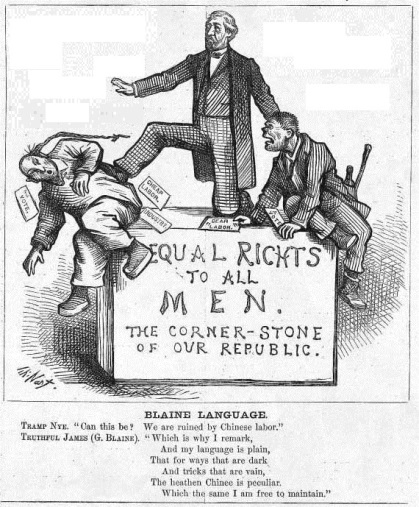 VOTE.
CHEAP
LABOR.
INDUSTRY
"DEAR
LABOR."
EQUAL RIGHTS
TO ALL
MEN.
THE CORNER-STONE
OF OUR REPUBLIC.
Th: Nast.
BLAINE LANGUAGE.
TRAMP NYE. "Can this be? We are ruined by Chinese labor."
TRUTHFUL JAMES (G. BLAINE). "Which is why I remark,
And my language is plain,
That for ways that are dark
And tricks that are vain,
The heathen Chinee is peculiar.
Which the same I am free to maintain."